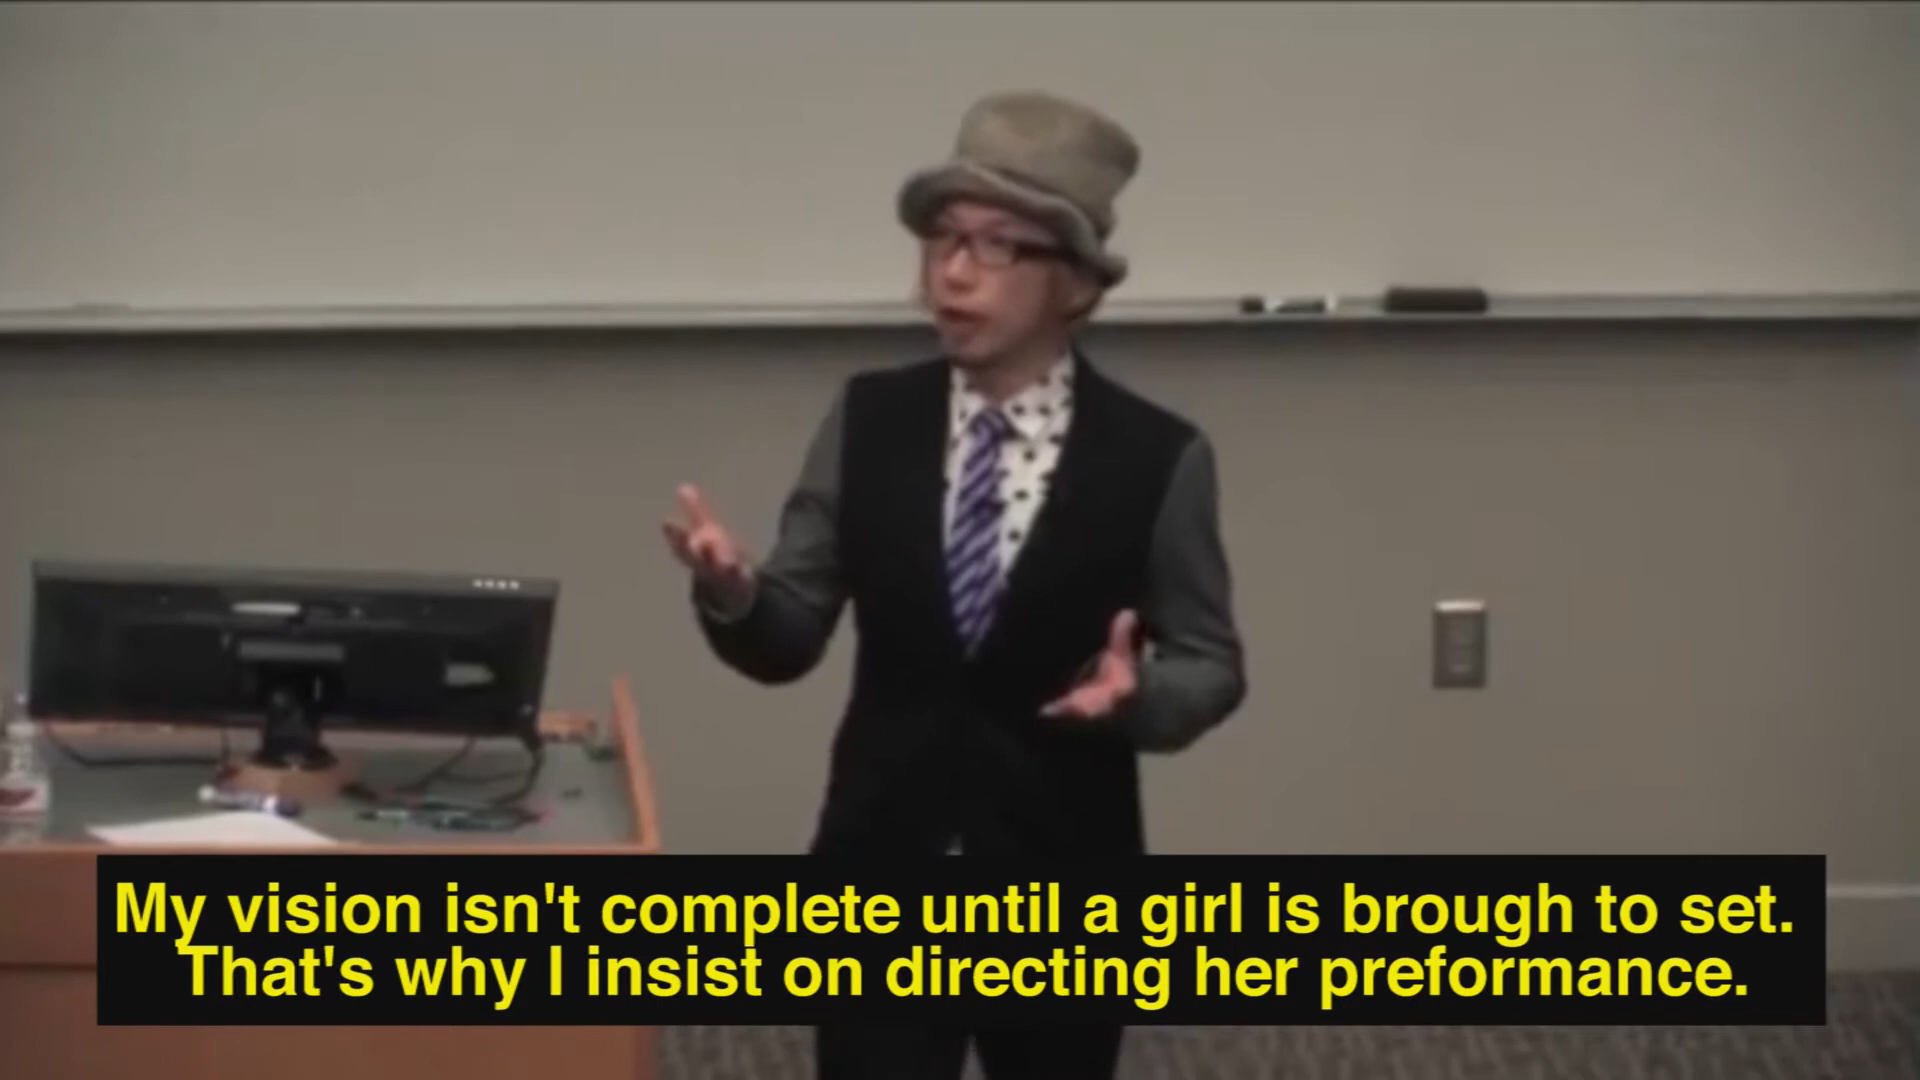 My vision isn't complete until a girl is brough to set.
That's why I insist on directing her preformance.